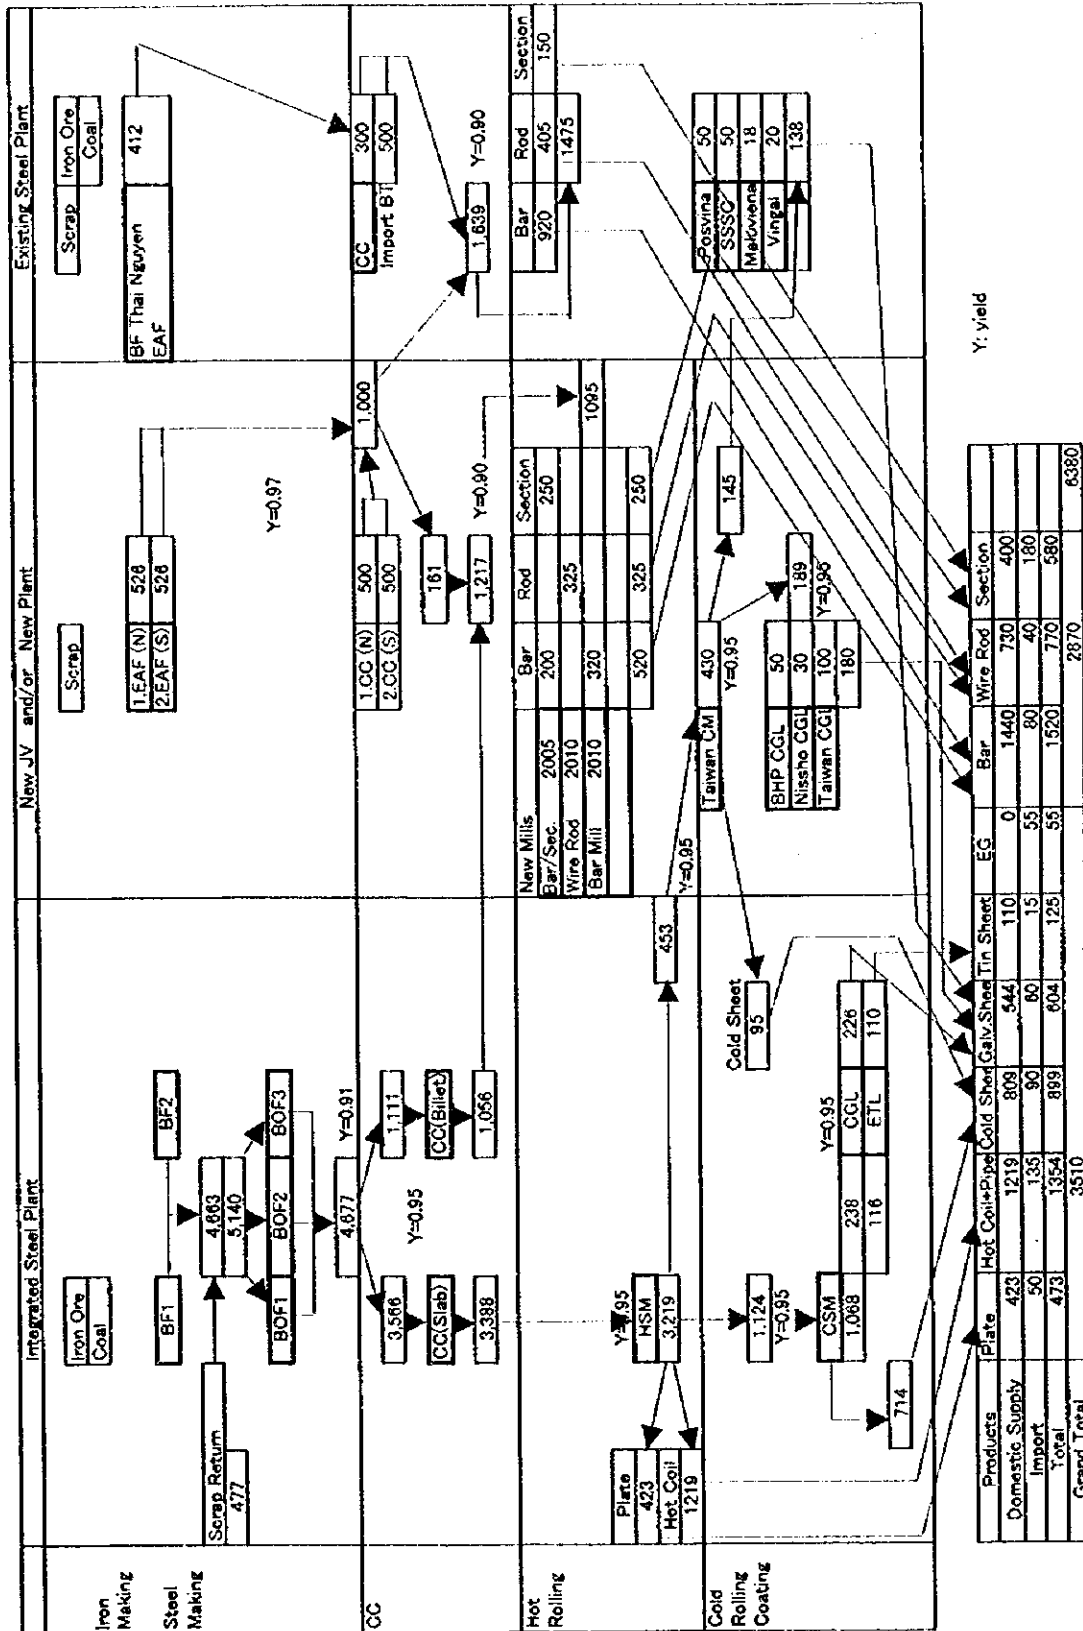 Integrated Steel Plant
New JV and/or New Plant
Existing Steel Plant
Iron Making
Iron Ore
Coal
Scrap
Scrap
Iron Ore
Coal
Steel Making
BF1
BF2
Scrap Return
477
4,663
5,140
BOF1
BOF2
BOF3
1.EAF (N) 526
2.EAF (S) 526
BF Thai Nguyen 412
EAF
Y=0.91
Y=0.97
CC
4,677
3,566
1,111
Y=0.95
CC(Slab)
CC(Billet)
3,388
1,056
1.CC (N) 500
2.CC (S) 500
1,000
161
1,217
Y=0.90
CC 300
Import BT 500
1,639
Y=0.90
Hot Rolling
New Mills Bar Rod Section
Bar/Sec. 2005 200 250
Wire Rod 2010 325
Bar Mill 2010 320 1095
520 325 250
Bar Rod Section
920 405 150
1475
Y=0.95
HSM
3,219
453
Y=0.95
Plate
423
Hot Coil
1219
Cold Rolling Coating
1,124
Y=0.95
CSM
1,068
714
Cold Sheet
95
Y=0.95
238 CGL 226
116 ETL 110
Taiwan CM 430
Y=0.95
145
BHP CGL 50
Nissho CGL 30
Taiwan CGL 100
180
189
Y=0.95
Posvina 50
SSSC 50
18
Vingal 20
138
Y: yield
Products Plate Hot Coil+Pipe Cold Shee Galv.Shee Tin Sheet EG Bar Wire Rod Section
Domestic Supply 423 1219 809 544 110 0 1440 730 400
Import 50 135 90 60 15 55 80 40 180
Total 473 1354 899 604 125 55 1520 770 580
Grand Total 3510 2870 6380